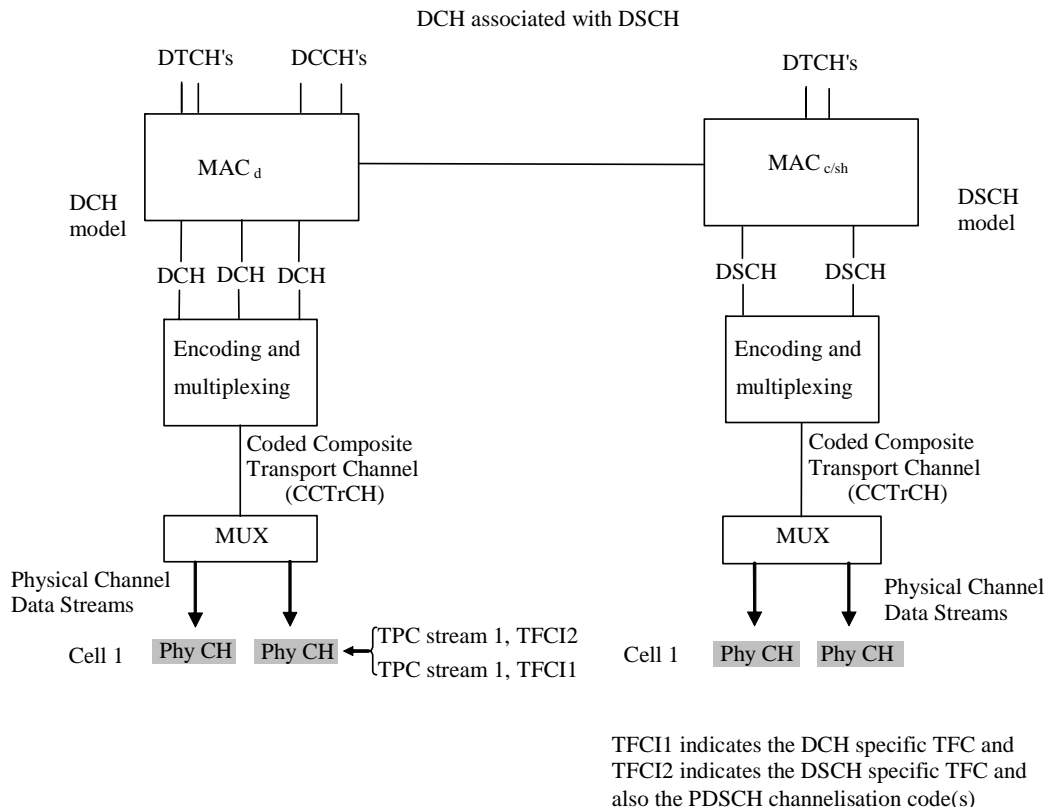 DCH associated with DSCH
DTCH's
DCCH's
DTCH's
MAC d
MAC c/sh
DCH
model
DSCH
model
DCH
DCH
DCH
DSCH
DSCH
Encoding and
multiplexing
Encoding and
multiplexing
Coded Composite
Transport Channel
(CCTrCH)
Coded Composite
Transport Channel
(CCTrCH)
MUX
MUX
Physical Channel
Data Streams
Physical Channel
Data Streams
Cell 1
Phy CH
Phy CH
TPC stream 1, TFCI2
TPC stream 1, TFCI1
Cell 1
Phy CH
Phy CH
TFCI1 indicates the DCH specific TFC and
TFCI2 indicates the DSCH specific TFC and
also the PDSCH channelisation code(s)